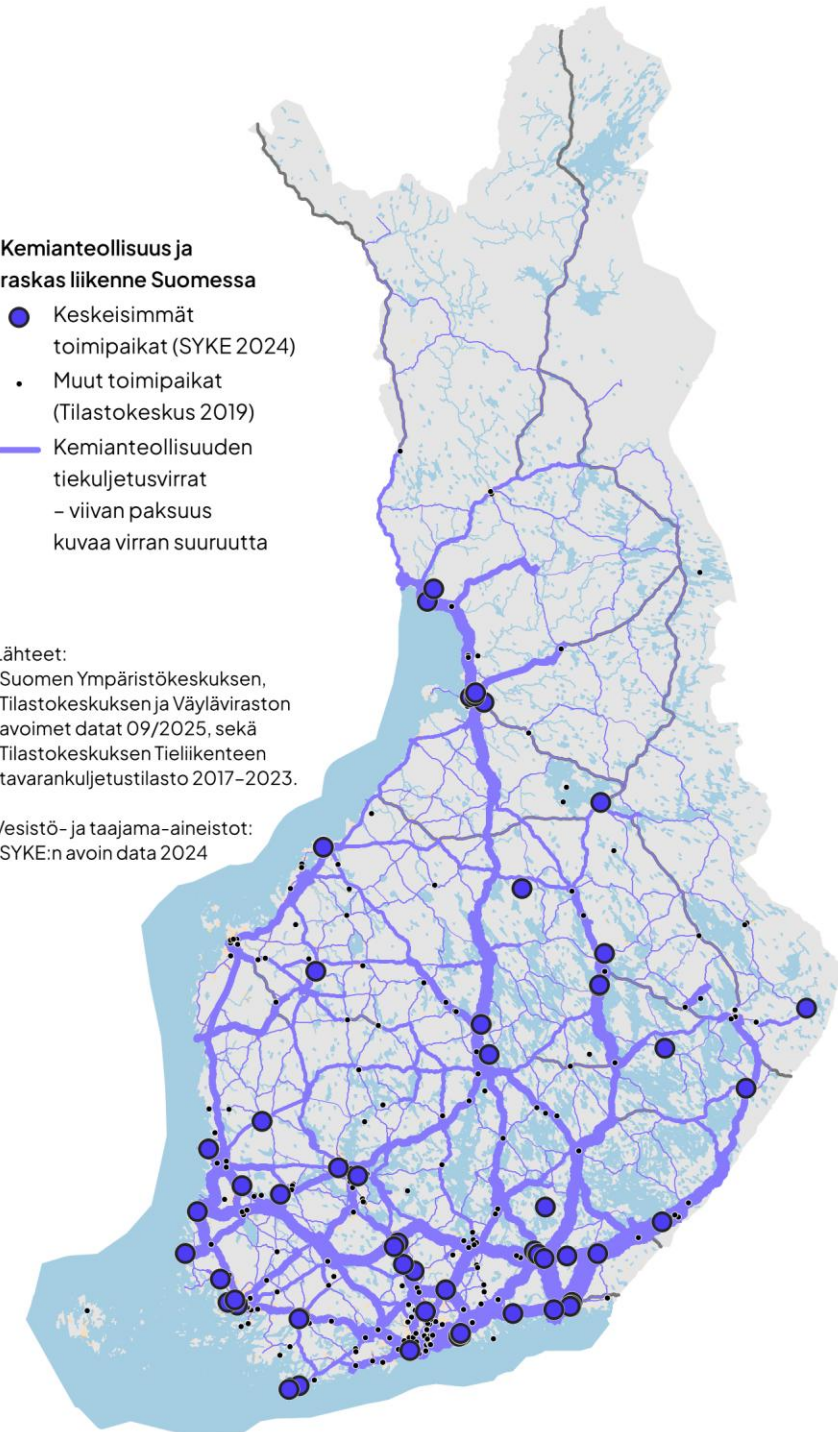 Kemianteollisuus ja
raskas liikenne Suomessa
Keskeisimmät
toimipaikat (SYKE 2024)
Muut toimipaikat
(Tilastokeskus 2019)
Kemianteollisuuden
tiekuljetusvirrat
– viivan paksuus
kuvaa virran suuruutta
Lähteet:
Suomen Ympäristökeskuksen,
Tilastokeskuksen ja Väyläviraston
avoimet datat 09/2025, sekä
Tilastokeskuksen Tieliikenteen
tavarankuljetustilasto 2017–2023.
Vesistö- ja taajama-aineistot:
SYKE:n avoin data 2024